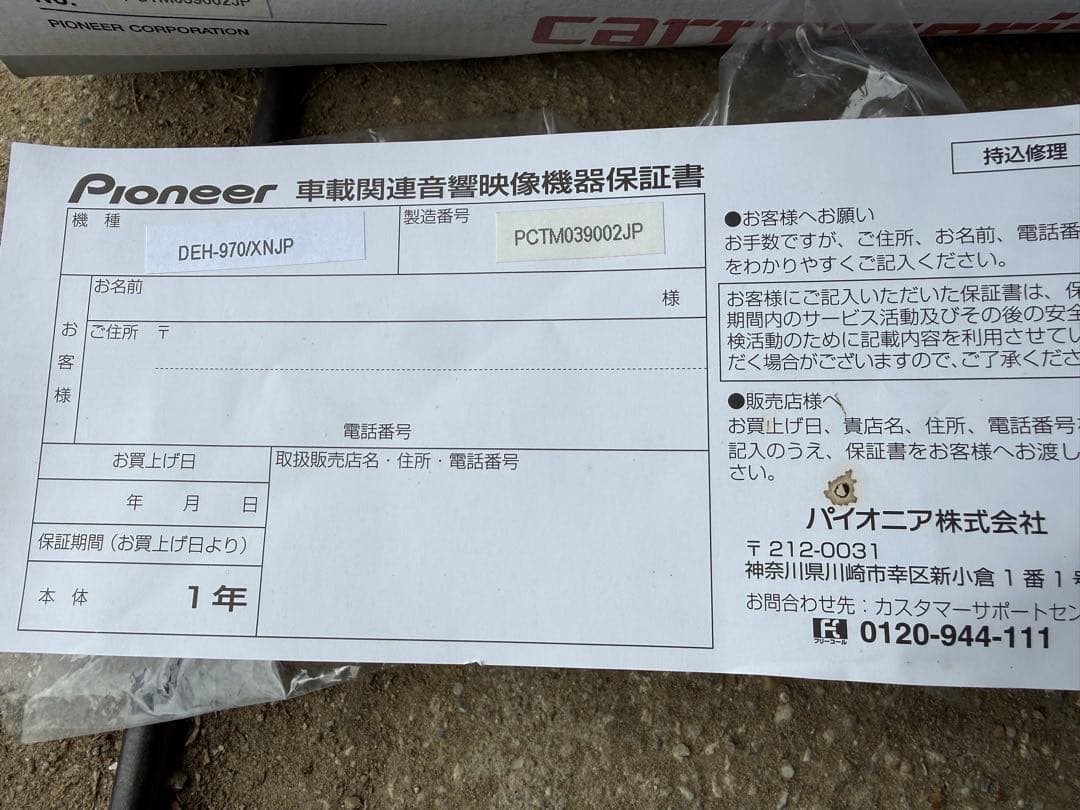 PIONEER CORPORATION
carrozzeri
Pioneer 車載関連音響映像機器保証書
持込修理
機 種
DEH-970/XNJP
製造番号
PCTM039002JP
お客様
お名前
様
ご住所 〒
電話番号
お買上げ日
年 月 日
保証期間（お買上げ日より）
本 体 1年
取扱販売店名・住所・電話番号
●お客様へお願い
お手数ですが、ご住所、お名前、電話番
をわかりやすくご記入ください。
お客様にご記入いただいた保証書は、保
期間内のサービス活動及びその後の安全
検活動のために記載内容を利用させてい
だく場合がございますので、ご了承くださ
●販売店様へ
お買上げ日、貴店名、住所、電話番号
記入のうえ、保証書をお客様へお渡し
さい。
パイオニア株式会社
〒212-0031
神奈川県川崎市幸区新小倉1番1
お問合わせ先：カスタマーサポートセン
フリーコール 0120-944-111